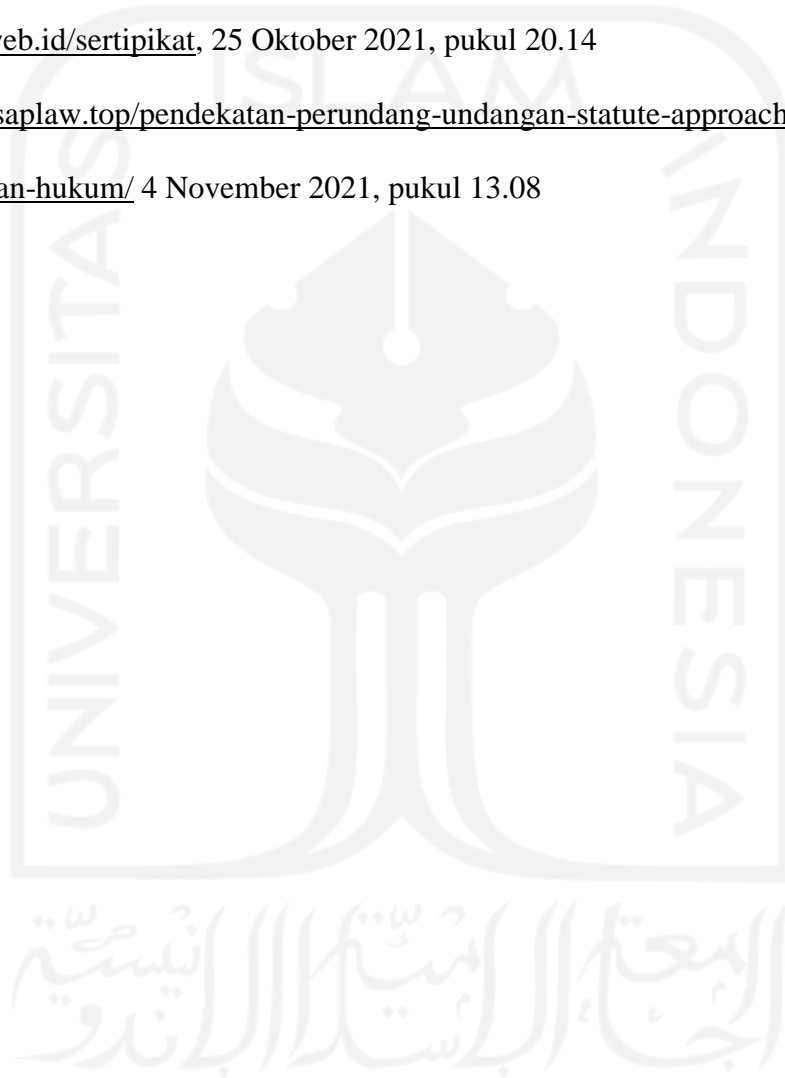 veb.id/sertipikat, 25 Oktober 2021, pukul 20.14
saplaw.top/pendekatan-perundang-undangan-statute-approach
an-hukum/ 4 November 2021, pukul 13.08
ISLAM
UNIVERSITAS
INDONESIA